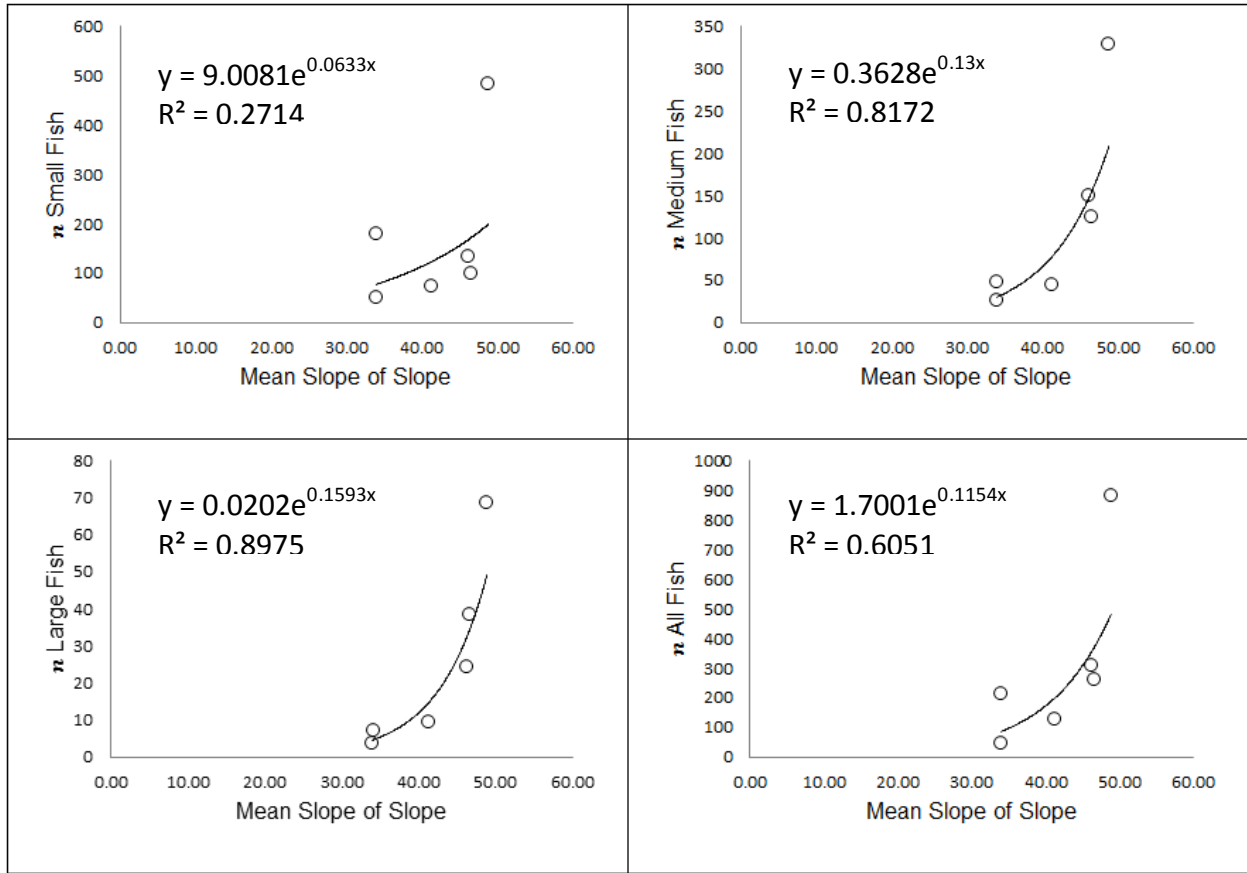 600
500
400
300
200
100
0
n Small Fish
y = 9.0081e^0.0633x
R² = 0.2714
0.00 10.00 20.00 30.00 40.00 50.00 60.00
Mean Slope of Slope
350
300
250
200
150
100
50
0
n Medium Fish
y = 0.3628e^0.13x
R² = 0.8172
0.00 10.00 20.00 30.00 40.00 50.00 60.00
Mean Slope of Slope
80
70
60
50
40
30
20
10
0
n Large Fish
y = 0.0202e^0.1593x
R² = 0.8975
0.00 10.00 20.00 30.00 40.00 50.00 60.00
Mean Slope of Slope
1000
900
800
700
600
500
400
300
200
100
0
n All Fish
y = 1.7001e^0.1154x
R² = 0.6051
0.00 10.00 20.00 30.00 40.00 50.00 60.00
Mean Slope of Slope